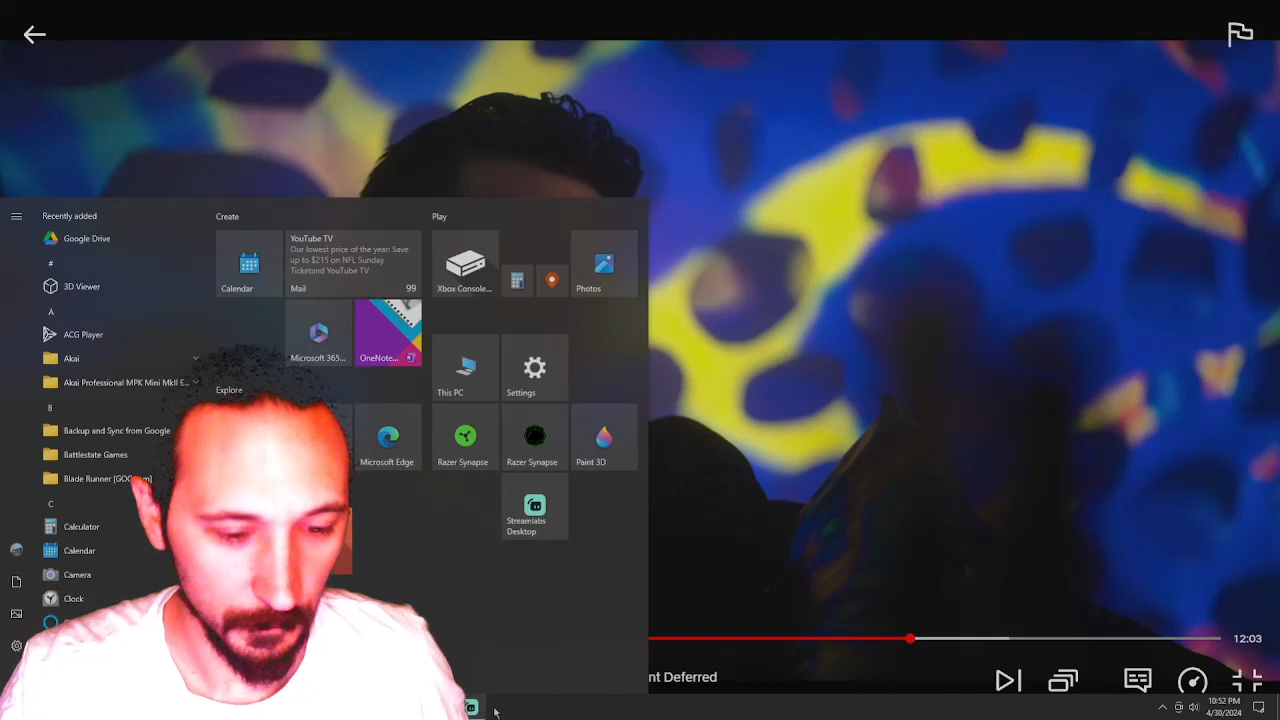 Recently added
Create
Play
Google Drive
YouTube TV
Our lowest price of the year: Save
up to $215 on NFL Sunday
Ticketand YouTube TV
Calendar
Mail 99
Xbox Console...
Photos
#
3D Viewer
A
ACG Player
Microsoft 365...
OneNote...
Akai
Akai Professional MPK Mini MkII E...
Explore
This PC
Settings
B
Backup and Sync from Google
Battlestate Games
Blade Runner [GOG
m]
Microsoft Edge
Razer Synapse
Razer Synapse
Paint 3D
C
Calculator
Calendar
Camera
Clock
Streamlabs
Desktop
12:03
nt Deferred
10:52 PM
4/30/2024